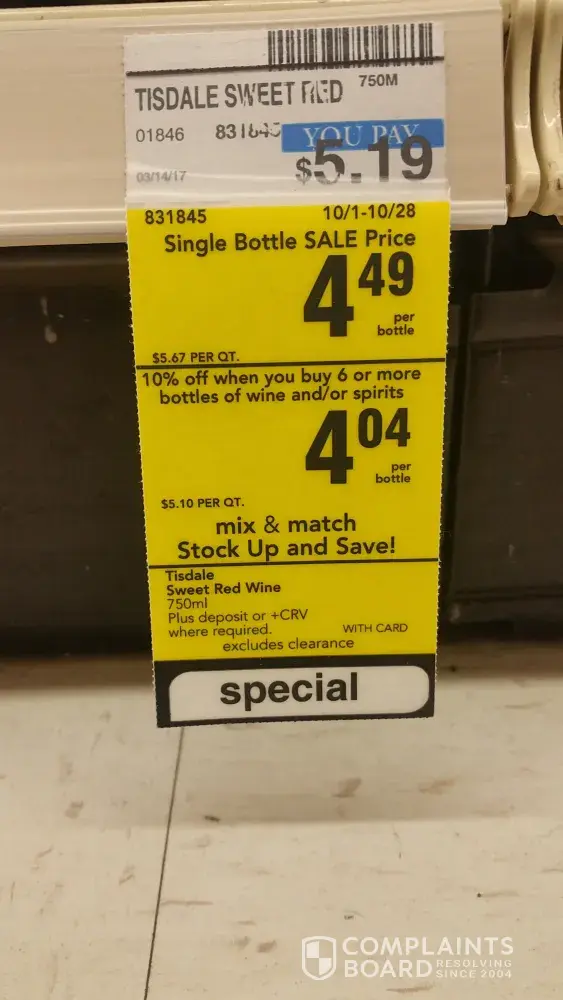 TISDALE SWEET RED 750M
01846 831845 YOU PAY
03/14/17 $5.19
831845 10/1-10/28
Single Bottle SALE Price
4 49
per
bottle
$5.67 PER QT.
10% off when you buy 6 or more
bottles of wine and/or spirits
4 04
per
bottle
$5.10 PER QT.
mix & match
Stock Up and Save!
Tisdale
Sweet Red Wine
750ml
Plus deposit or +CRV
where required. WITH CARD
excludes clearance
special
COMPLAINTS
BOARD RESOLVING
SINCE 2004